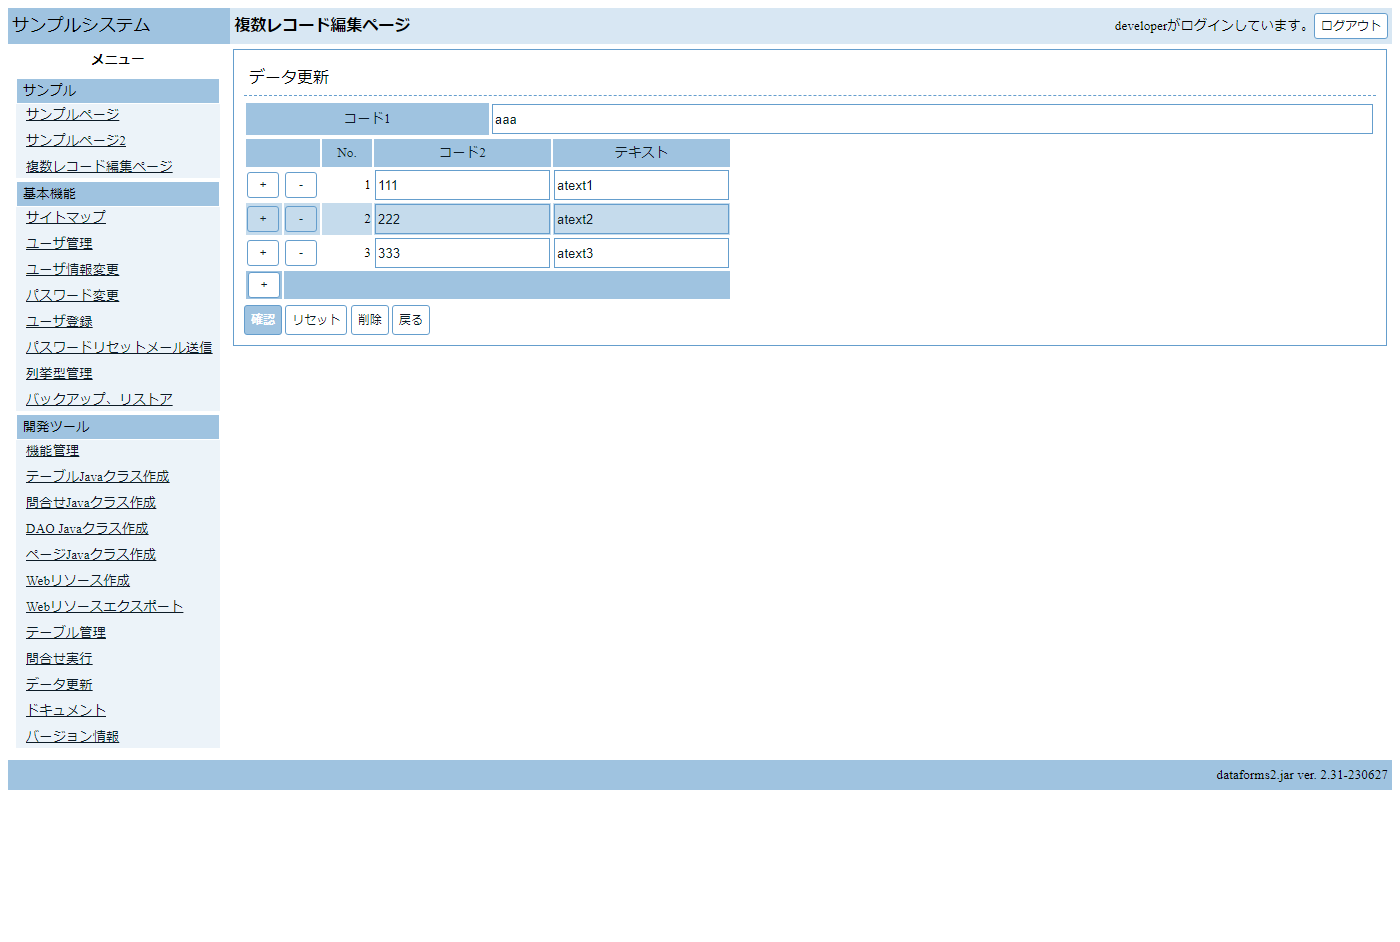 サンプルシステム
複数レコード編集ページ
developerがログインしています。 ログアウト
メニュー
サンプル
サンプルページ
サンプルページ2
複数レコード編集ページ
基本機能
サイトマップ
ユーザ管理
ユーザ情報変更
パスワード変更
ユーザ登録
パスワードリセットメール送信
列挙型管理
バックアップ、リストア
開発ツール
機能管理
テーブルJavaクラス作成
問合せJavaクラス作成
DAO Javaクラス作成
ページJavaクラス作成
Webリソース作成
Webリソースエクスポート
テーブル管理
問合せ実行
データ更新
ドキュメント
バージョン情報
データ更新
コード1 aaa
No. コード2 テキスト
+ - 1 111 atext1
+ - 2 222 atext2
+ - 3 333 atext3
+
確認 リセット 削除 戻る
dataforms2.jar ver. 2.31-230627